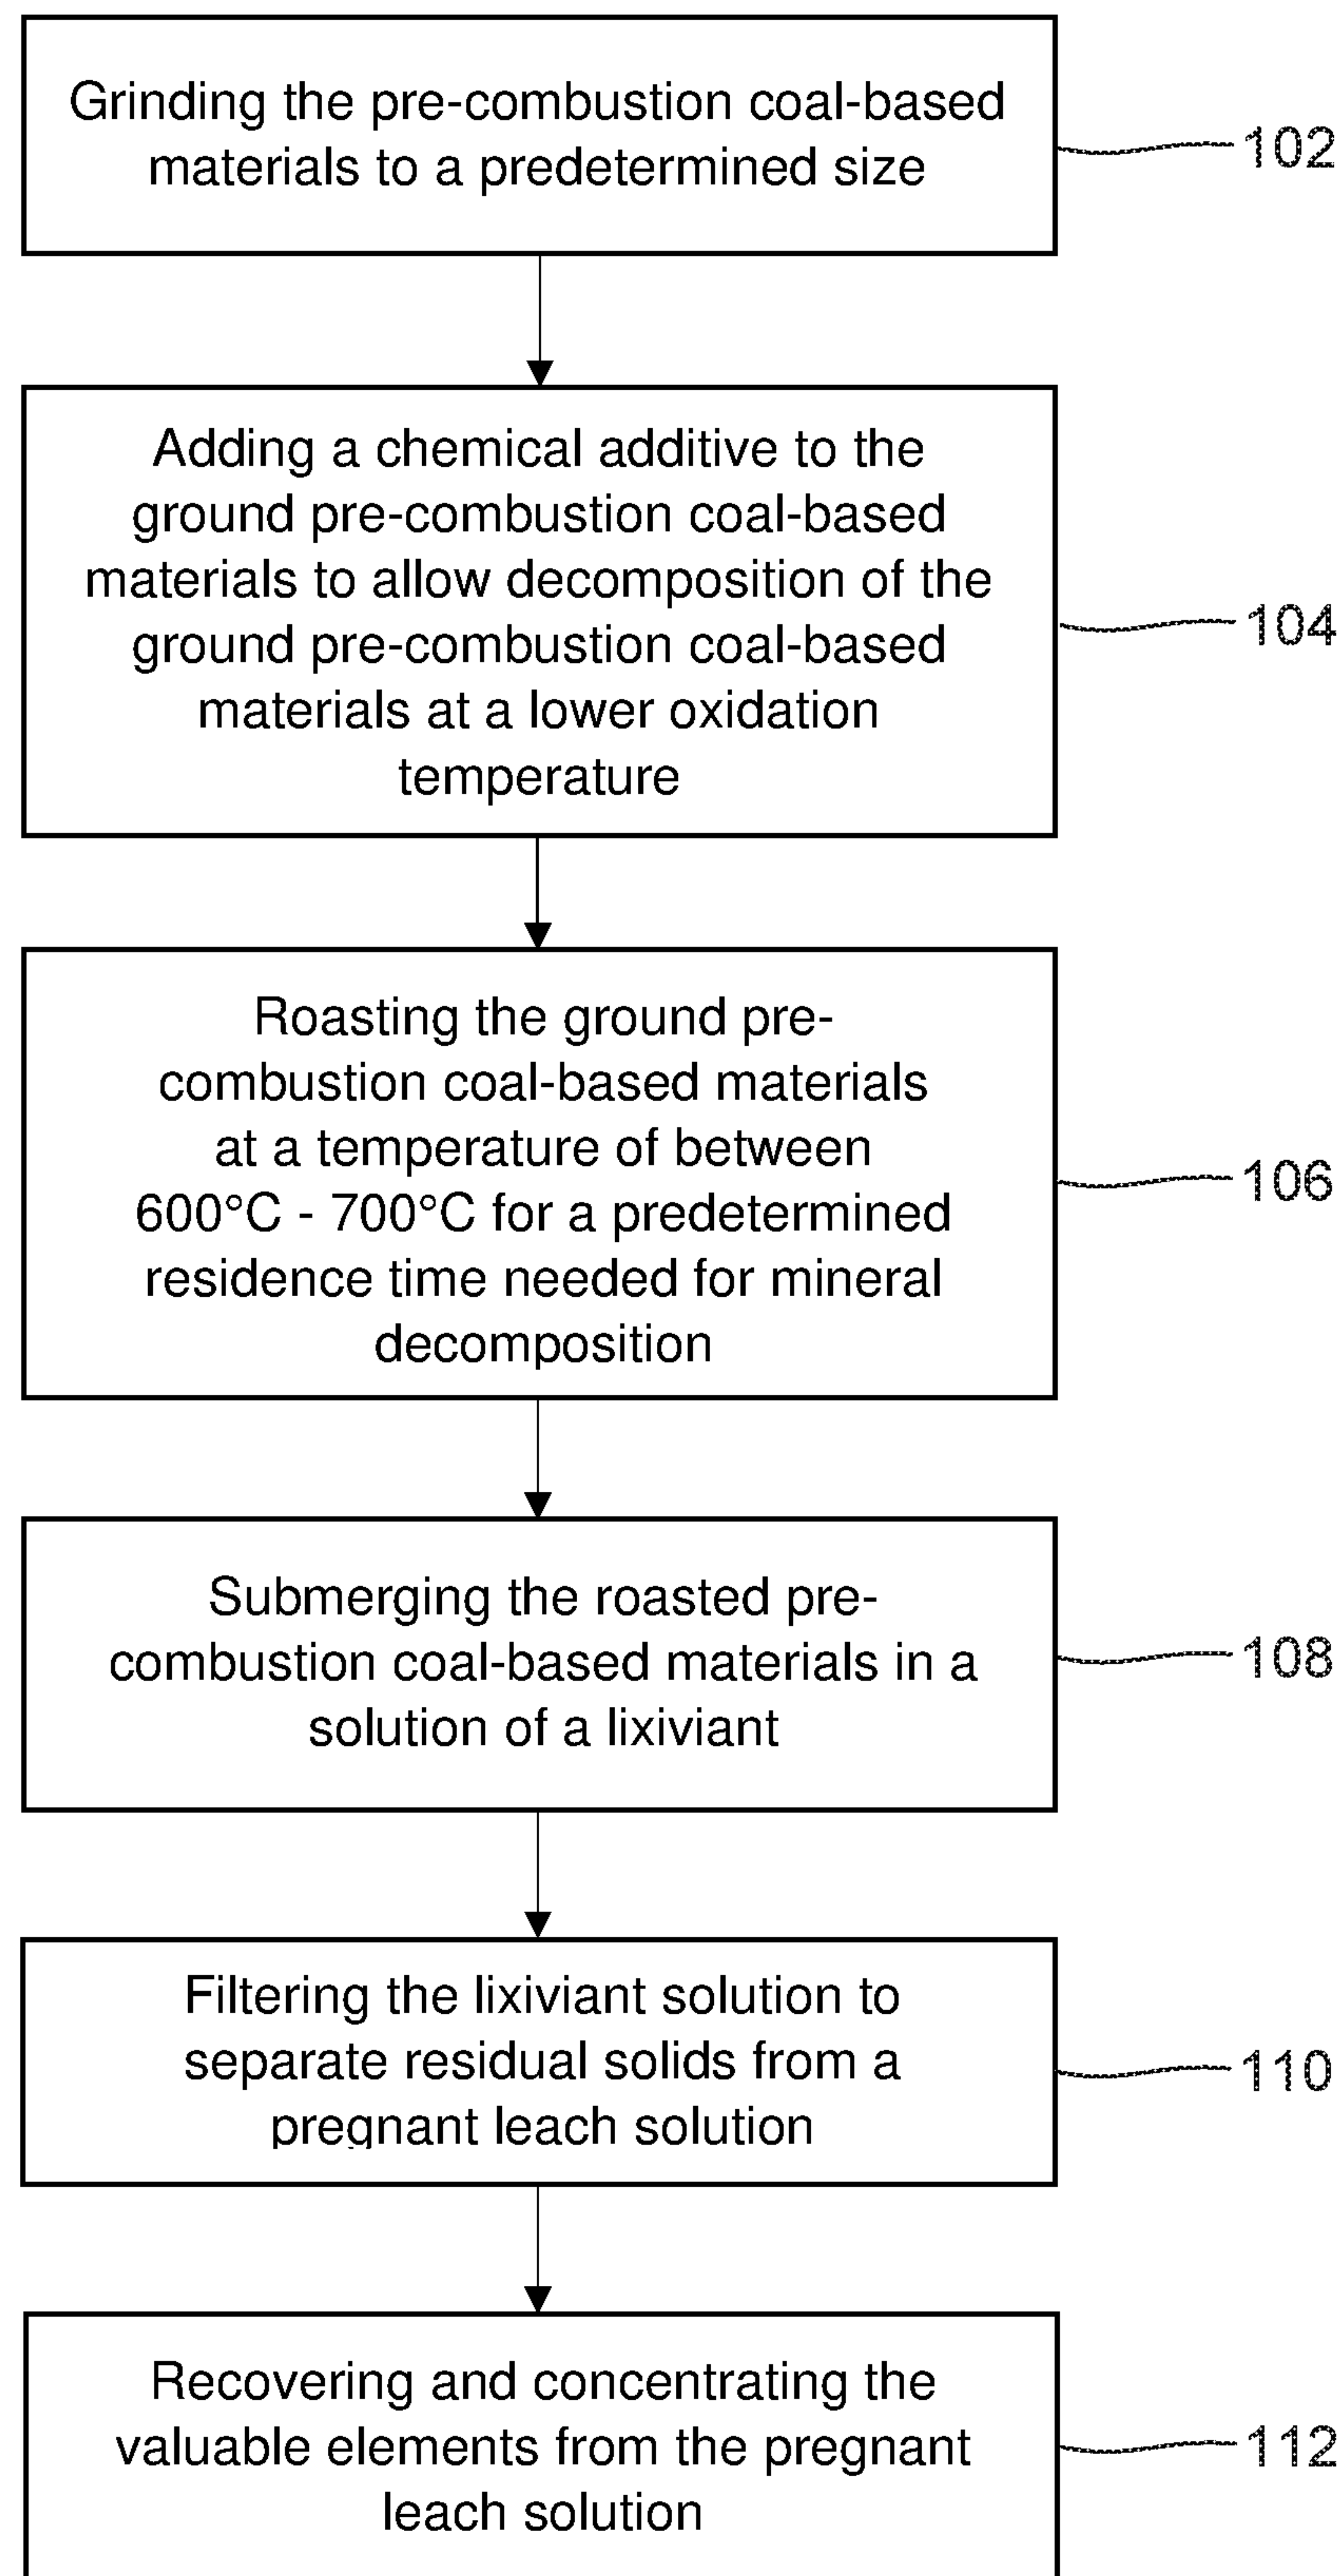 Grinding the pre-combustion coal-based
materials to a predetermined size
102
Adding a chemical additive to the
ground pre-combustion coal-based
materials to allow decomposition of the
ground pre-combustion coal-based
materials at a lower oxidation
temperature
104
Roasting the ground pre-
combustion coal-based materials
at a temperature of between
600°C - 700°C for a predetermined
residence time needed for mineral
decomposition
106
Submerging the roasted pre-
combustion coal-based materials in a
solution of a lixiviant
108
Filtering the lixiviant solution to
separate residual solids from a
pregnant leach solution
110
Recovering and concentrating the
valuable elements from the pregnant
leach solution
112